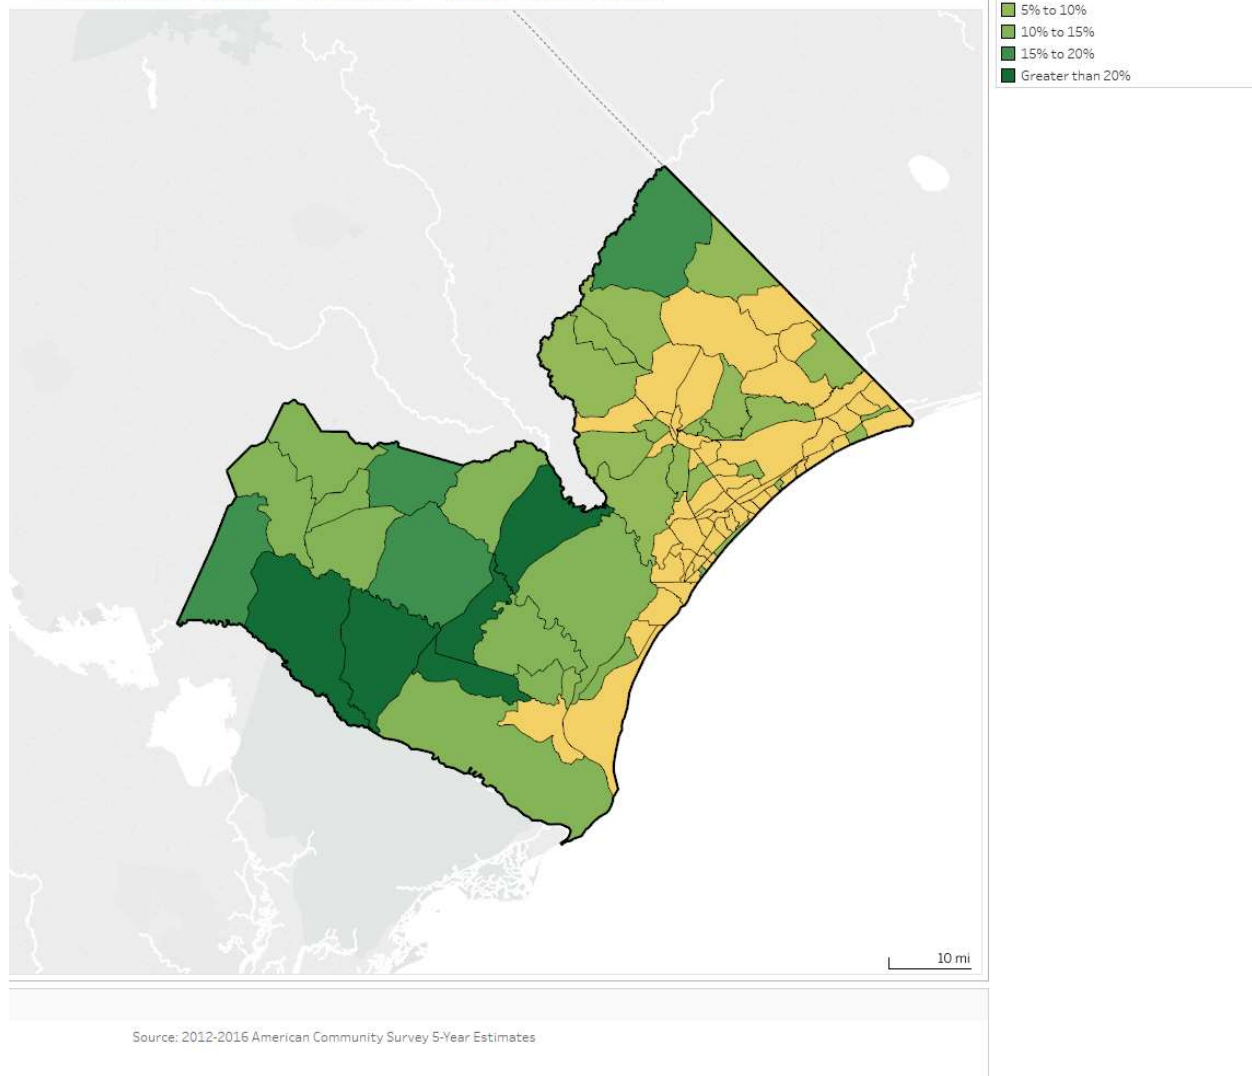 5% to 10%
10% to 15%
15% to 20%
Greater than 20%
10 mi
Source: 2012-2016 American Community Survey 5-Year Estimates